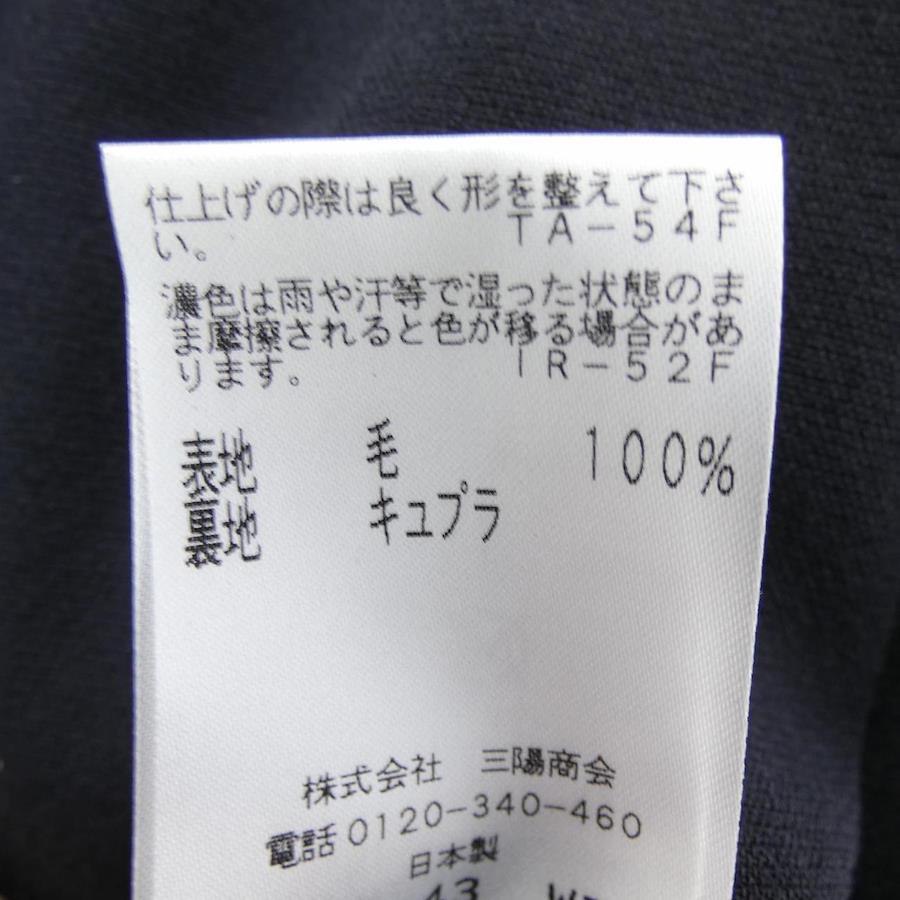 仕上げの際は良く形を整えて下さ
い。 TA-54F
濃色は雨や汗等で湿った状態のま
ま摩擦されると色が移る場合があ
ります。 IR-52F
表地 毛 100%
裏地 キュプラ
株式会社 三陽商会
電話0120-340-460
日本製